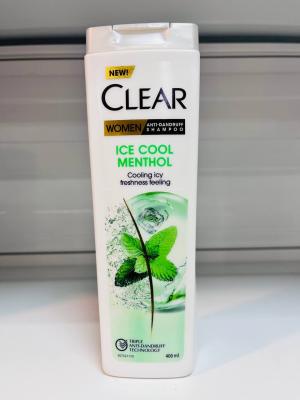 NEW!
CLEAR
WOMEN ANTI-DANDRUFF SHAMPOO
ICE COOL
MENTHOL
Cooling icy
freshness feeling
TRIPLE
ANTI-DANDRUFF
TECHNOLOGY
400 ml